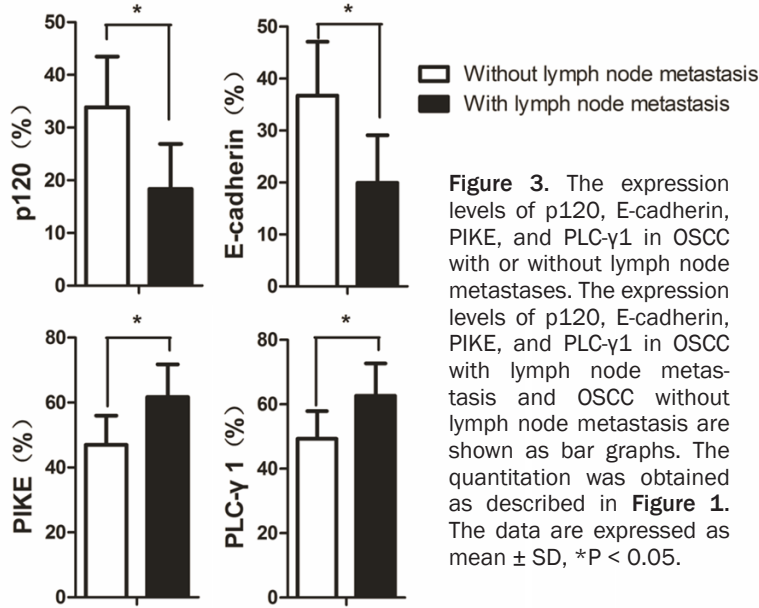 50
40
30
20
10
0
p120 (%)
*
50
40
30
20
10
0
E-cadherin (%)
*
Without lymph node metastasis
With lymph node metastasis
80
60
40
20
0
PIKE (%)
*
80
60
40
20
0
PLC-γ 1 (%)
*
Figure 3. The expression
levels of p120, E-cadherin,
PIKE, and PLC-γ1 in OSCC
with or without lymph node
metastases. The expression
levels of p120, E-cadherin,
PIKE, and PLC-γ1 in OSCC
with lymph node metas-
tasis and OSCC without
lymph node metastasis are
shown as bar graphs. The
quantitation was obtained
as described in Figure 1.
The data are expressed as
mean ± SD, *P < 0.05.